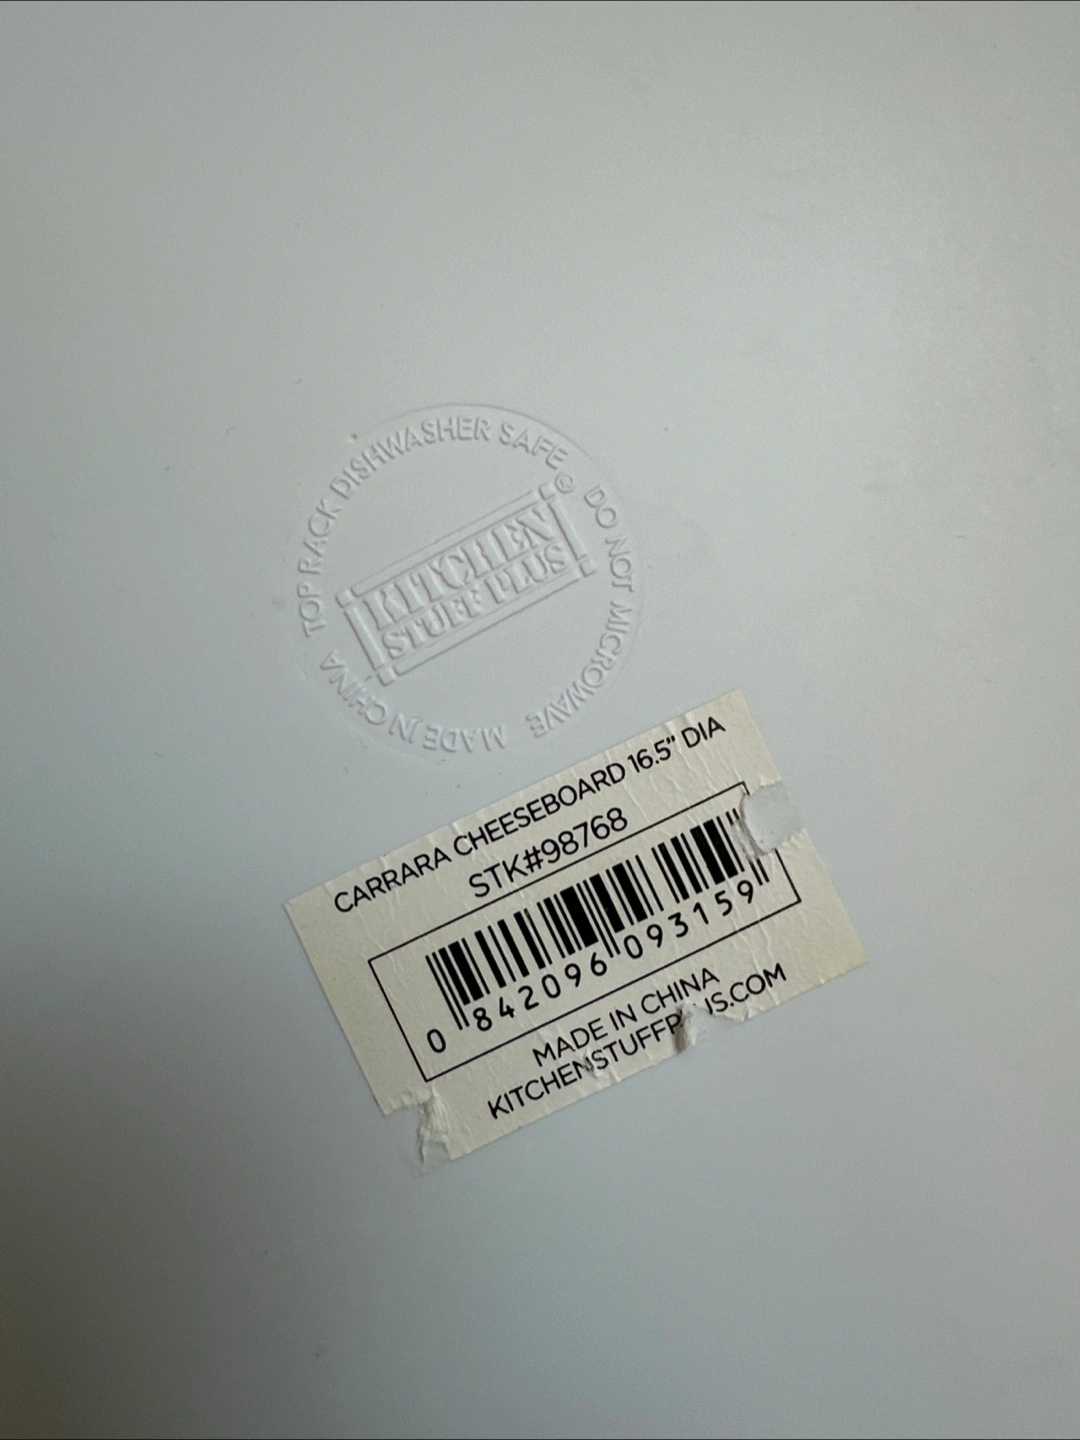 TOP RACK DISHWASHER SAFE
DO NOT MICROWAVE
MADE IN CHINA
KITCHEN
STUFF PLUS
®
CARRARA CHEESEBOARD 16.5" DIA
STK#98768
0 842096 093159
MADE IN CHINA